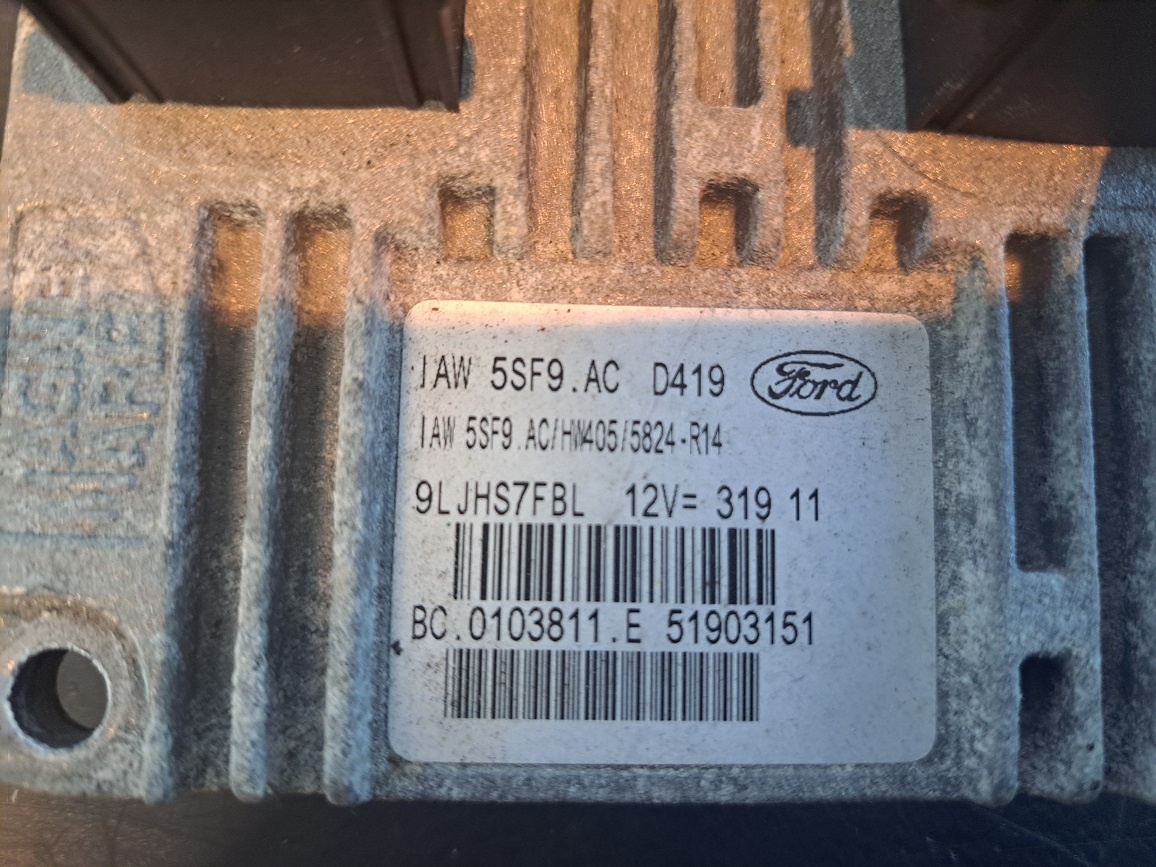 IAW 5SF9.AC D419 Ford
IAW 5SF9.AC/HW405/5824-R14
9LJHS7FBL 12V= 319 11
BC.0103811.E 51903151